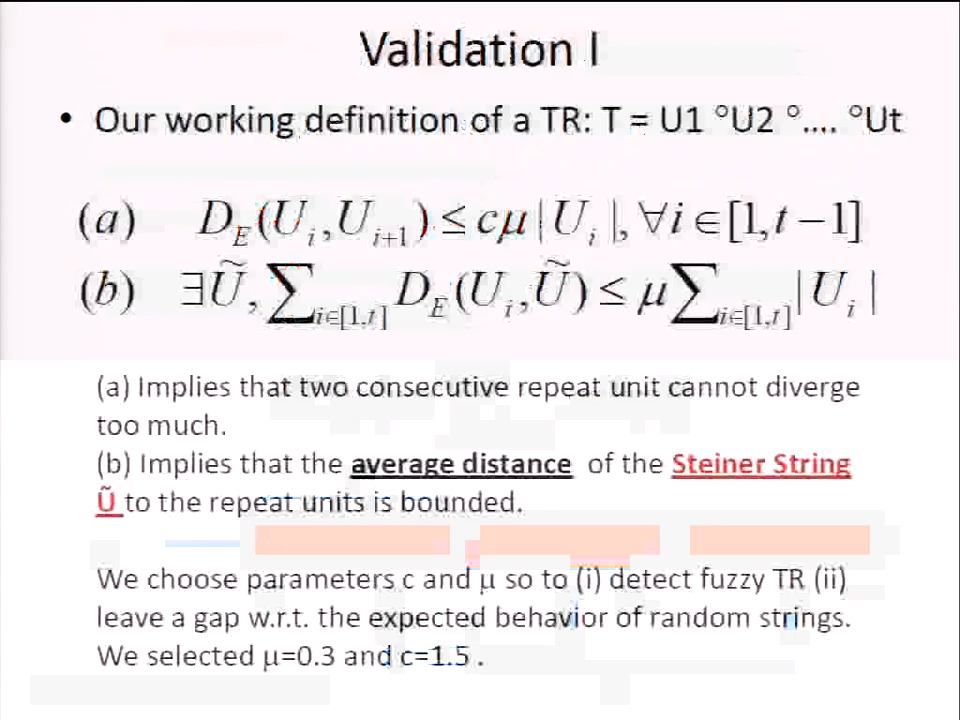 Validation I
• Our working definition of a TR: T = U1 °U2 °.... °Ut
(a) D_E(U_i,U_{i+1}) ≤ cμ|U_i|, ∀i∈[1,t−1]
(b) ∃Ũ, ∑_{i∈[1,t]} D_E(U_i,Ũ) ≤ μ∑_{i∈[1,t]}|U_i|
(a) Implies that two consecutive repeat unit cannot diverge
too much.
(b) Implies that the average distance of the Steiner String
Ũ to the repeat units is bounded.
We choose parameters c and μ so to (i) detect fuzzy TR (ii)
leave a gap w.r.t. the expected behavior of random strings.
We selected μ=0.3 and c=1.5 .